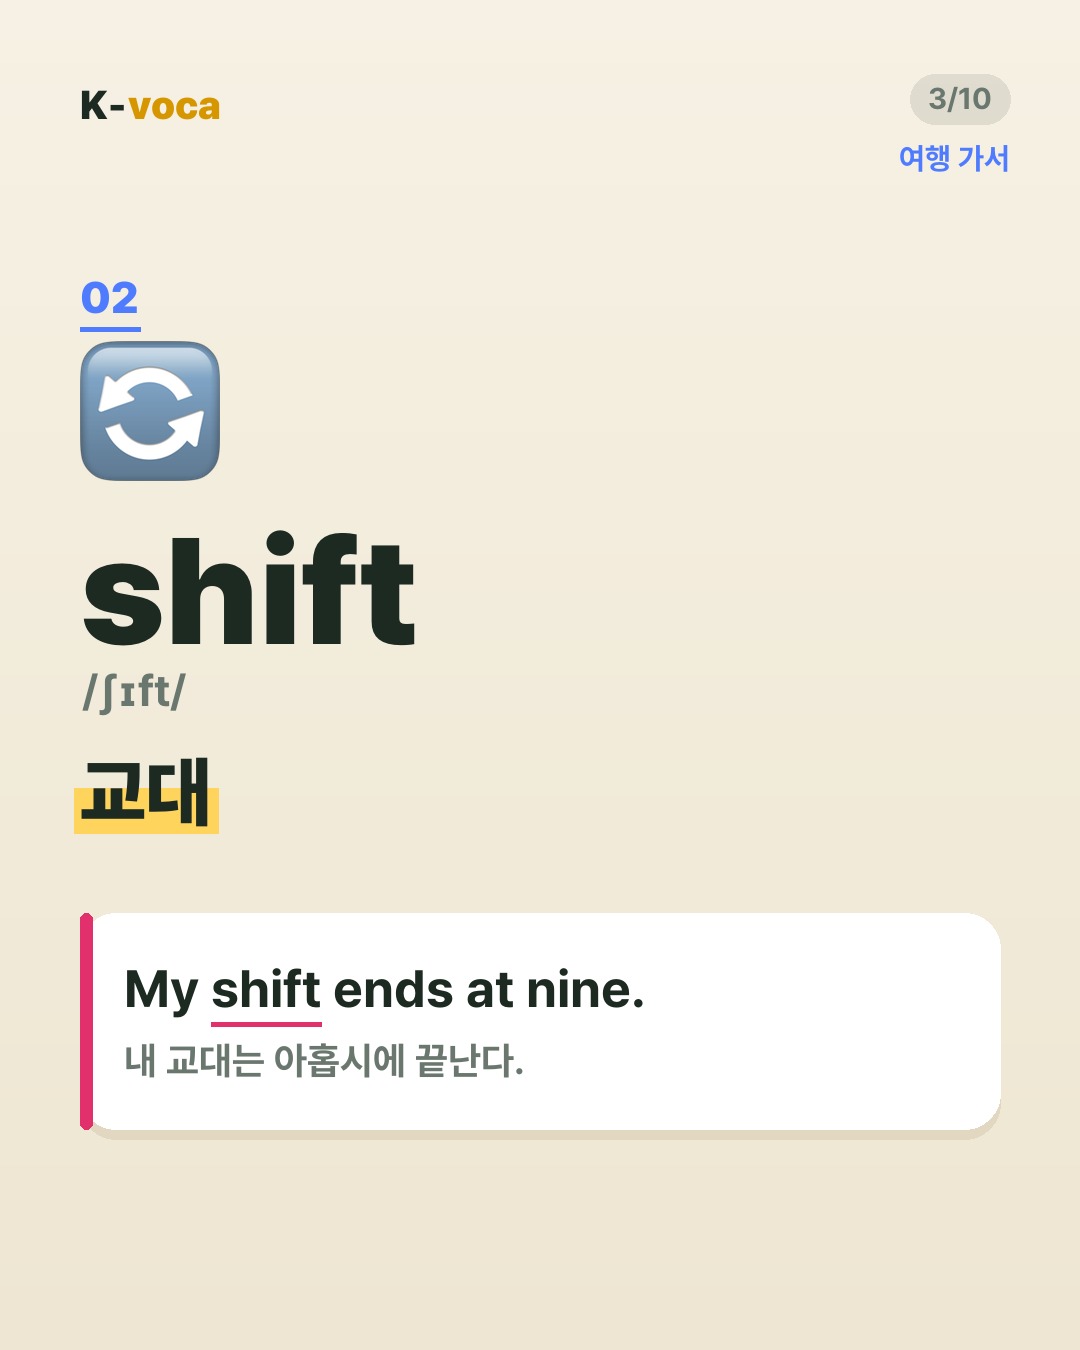 K-voca
3/10
여행 가서
02
shift
/ʃɪft/
교대
My shift ends at nine.
내 교대는 아홉시에 끝난다.